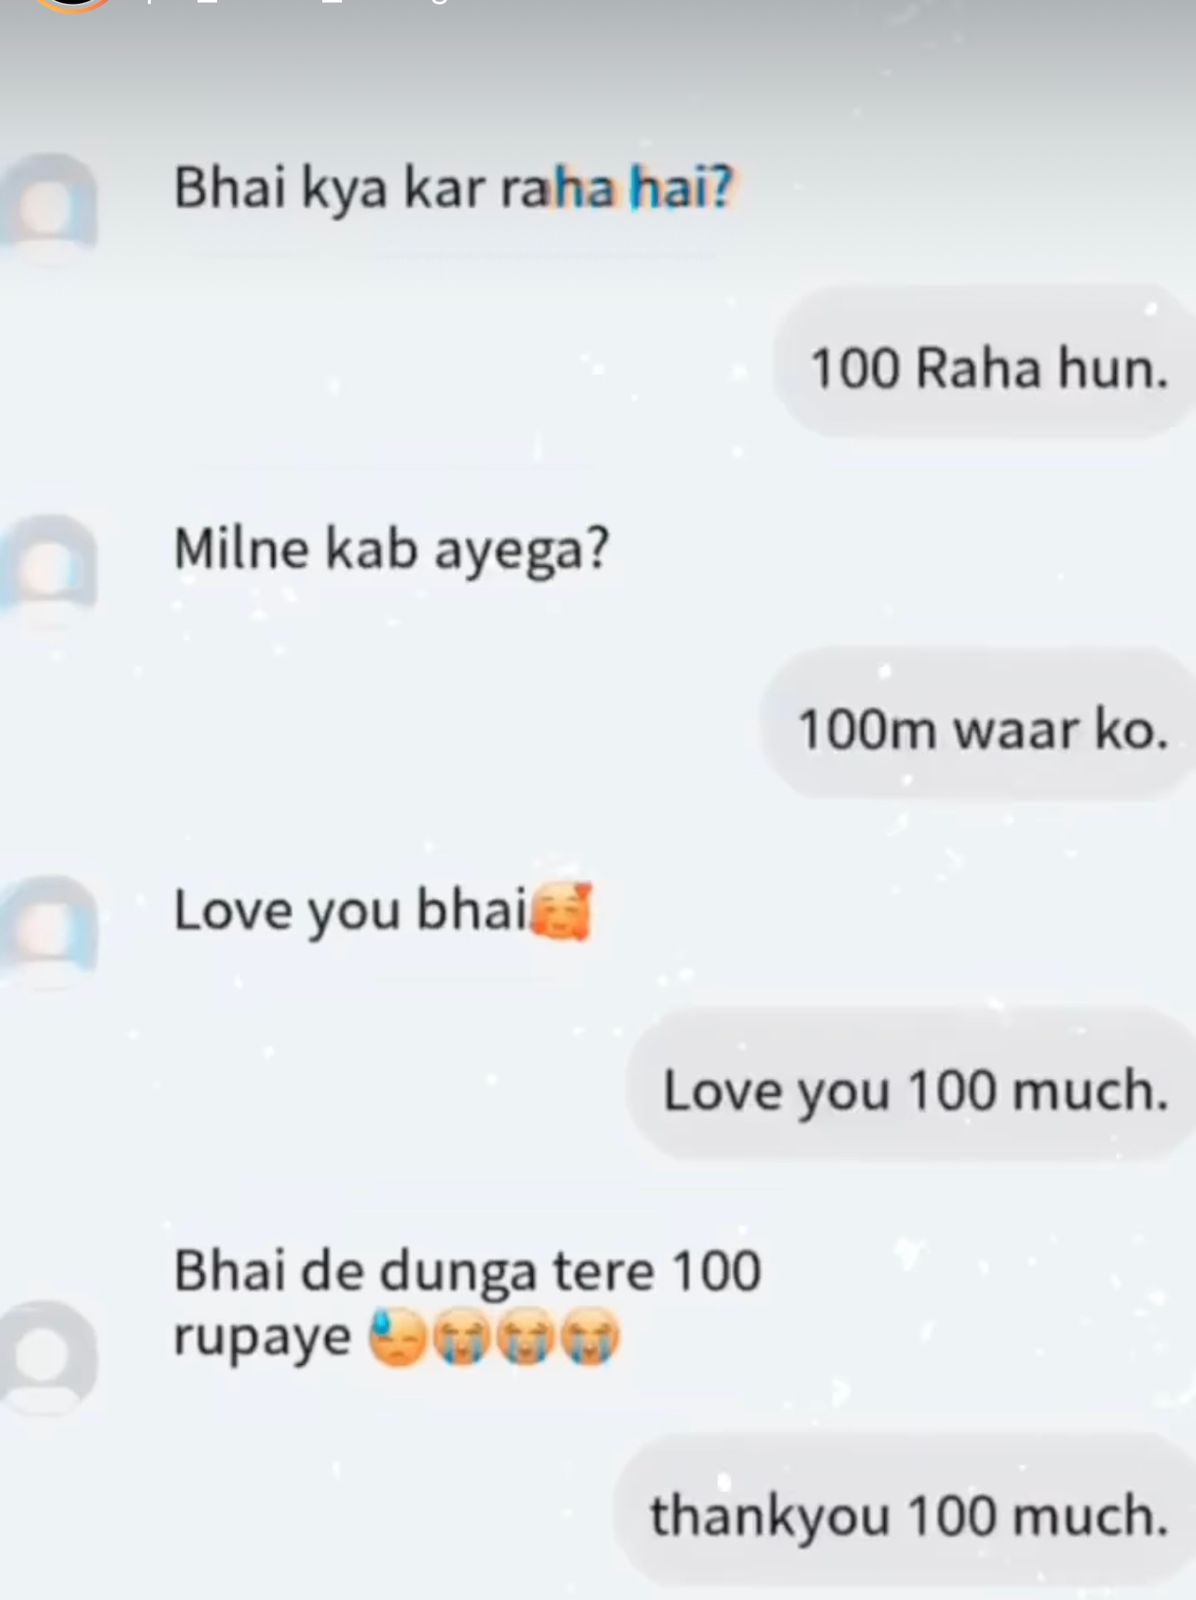 Bhai kya kar raha hai?
100 Raha hun.
Milne kab ayega?
100m waar ko.
Love you bhai🥰
Love you 100 much.
Bhai de dunga tere 100
rupaye 😓😭😭😭
thankyou 100 much.